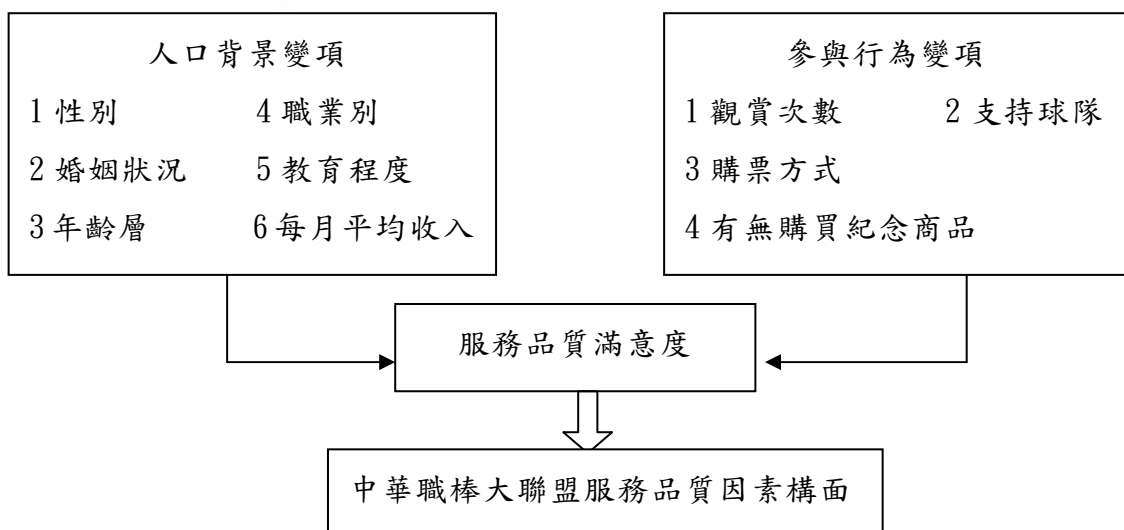 人口背景變項
1 性別 4 職業別
2 婚姻狀況 5 教育程度
3 年齡層 6 每月平均收入
參與行為變項
1 觀賞次數 2 支持球隊
3 購票方式
4 有無購買紀念商品
服務品質滿意度
中華職棒大聯盟服務品質因素構面